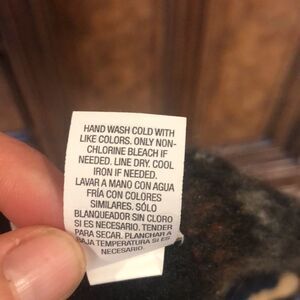 HAND WASH COLD WITH
LIKE COLORS. ONLY NON-
CHLORINE BLEACH IF
NEEDED. LINE DRY. COOL
IRON IF NEEDED.
LAVAR A MANO CON AGUA
FRÍA CON COLORES
SIMILARES. SÓLO
BLANQUEADOR SIN CLORO
SI ES NECESARIO. TENDER
PARA SECAR. PLANCHAR A
BAJA TEMPERATURA SI ES
NECESARIO.